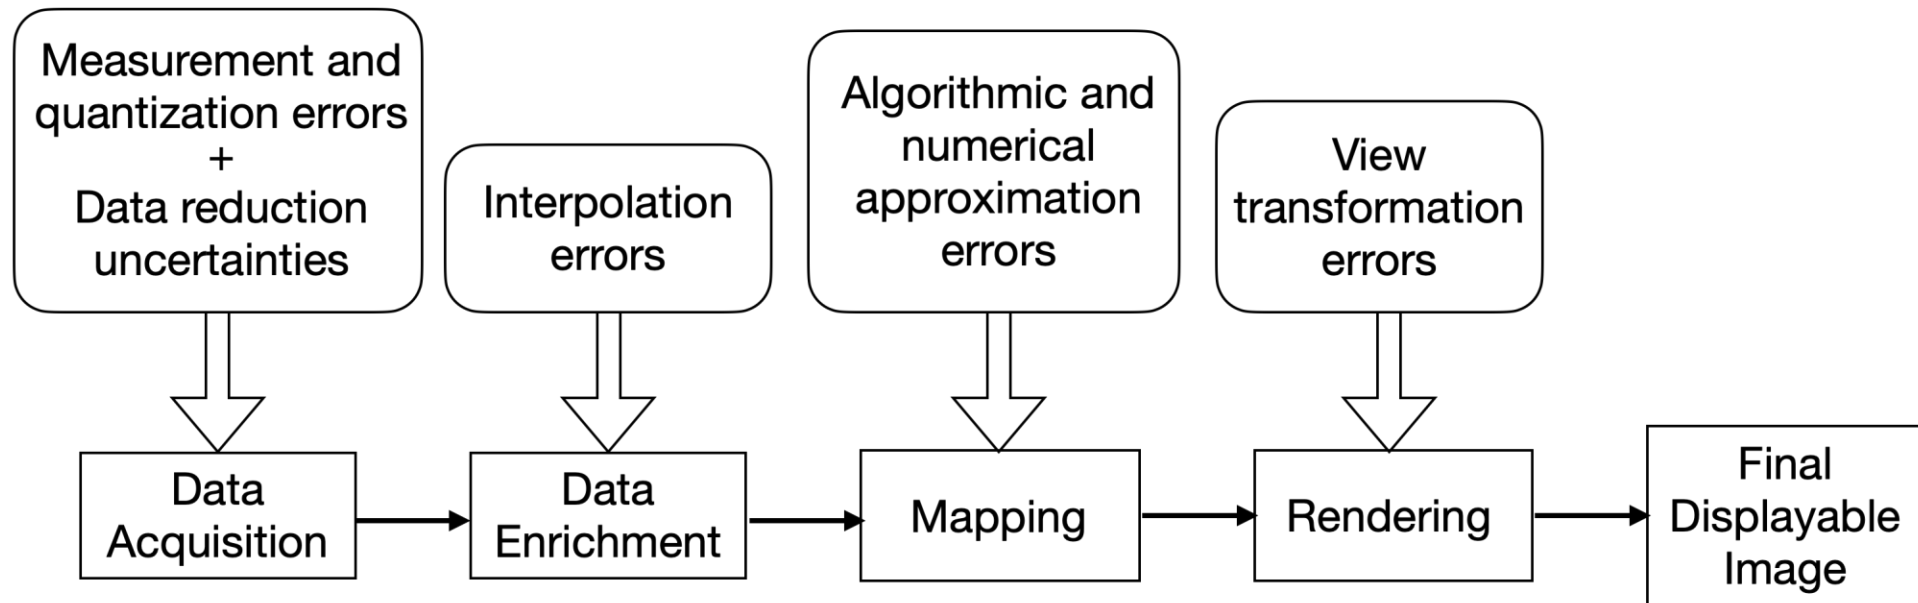 Measurement and
quantization errors
+
Data reduction
uncertainties
Interpolation
errors
Algorithmic and
numerical
approximation
errors
View
transformation
errors
Data
Acquisition
Data
Enrichment
Mapping
Rendering
Final
Displayable
Image